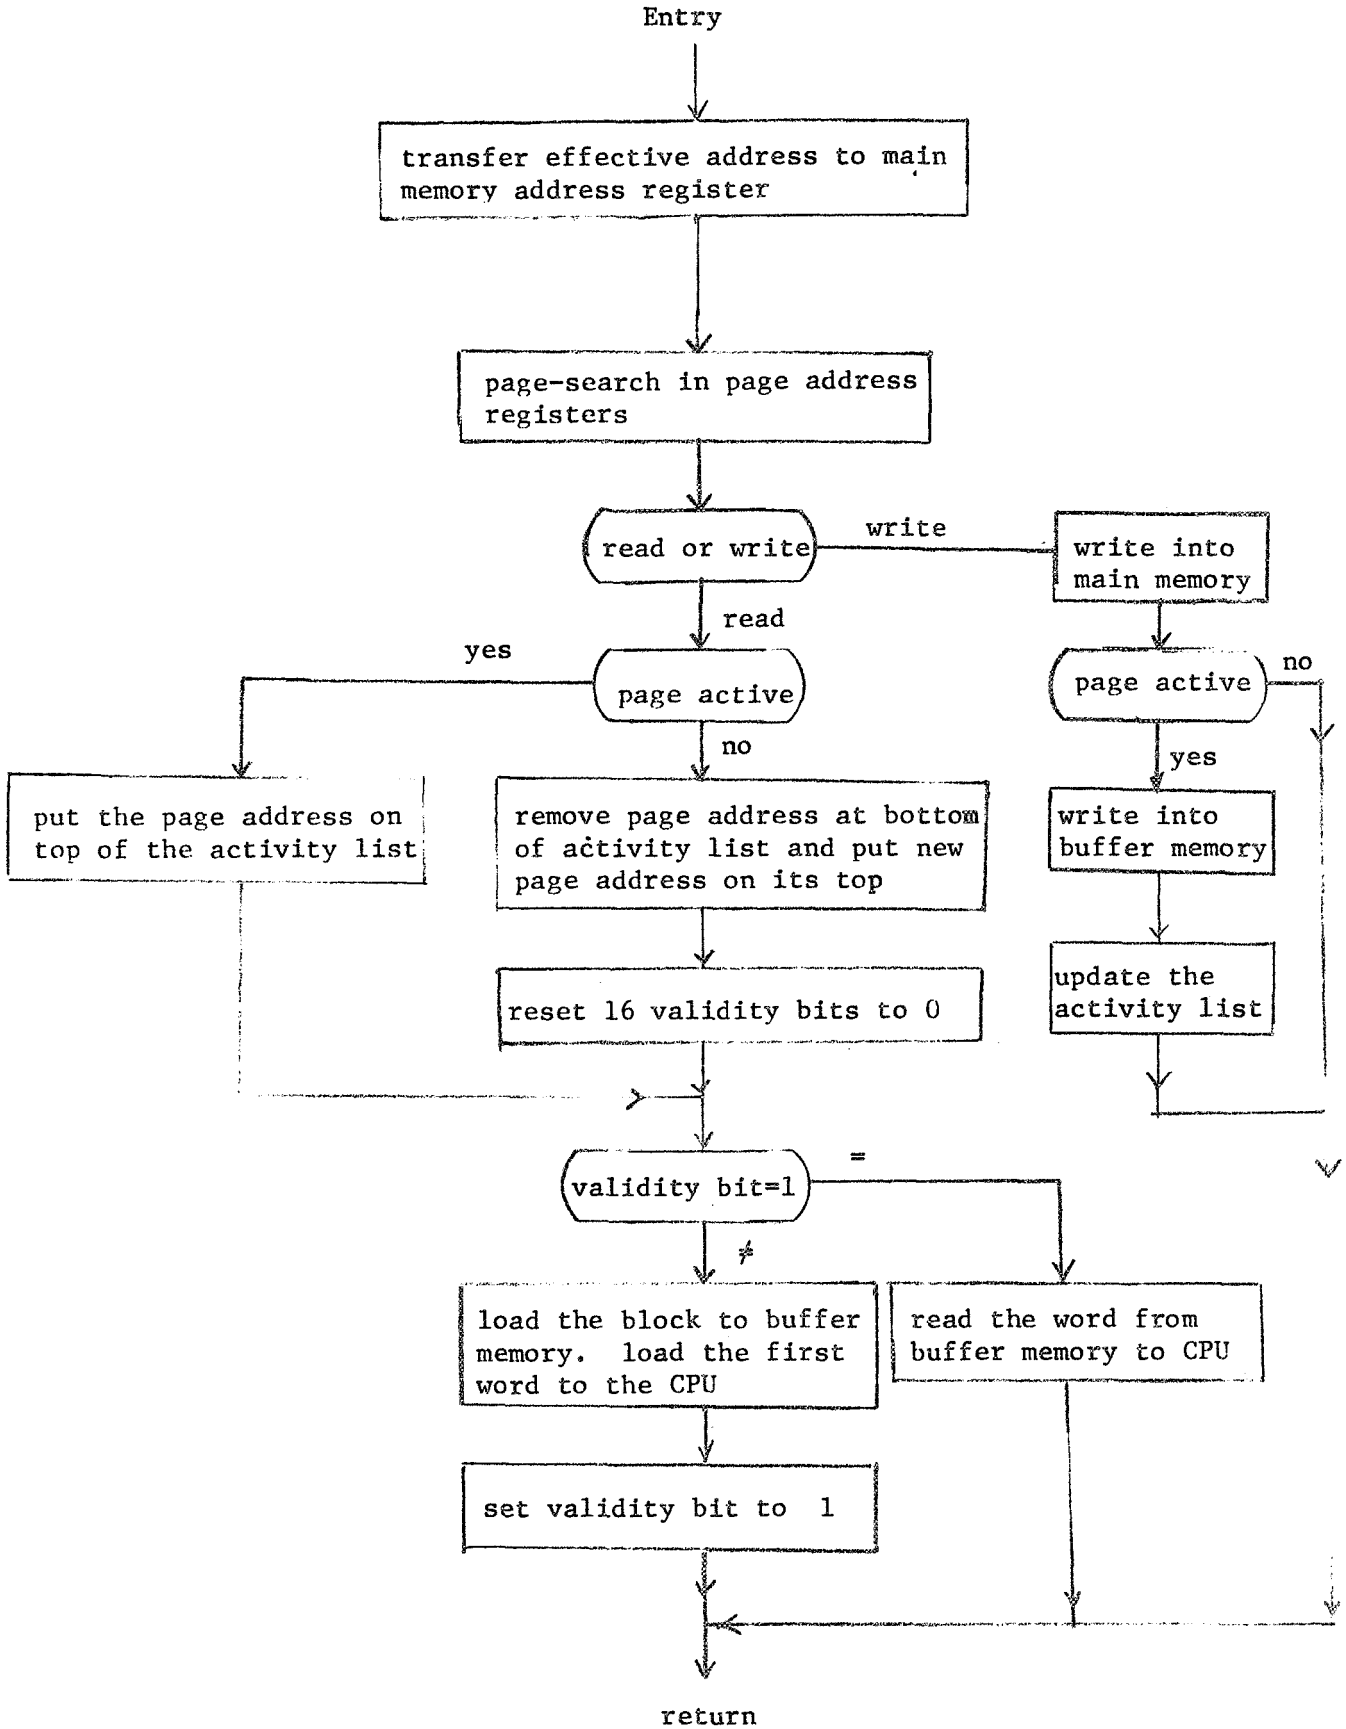 Entry
transfer effective address to main
memory address register
page-search in page address
registers
read or write
write
write into
main memory
read
yes
page active
no
page active
no
yes
put the page address on
top of the activity list
remove page address at bottom
of activity list and put new
page address on its top
write into
buffer memory
reset 16 validity bits to 0
update the
activity list
validity bit=1
=
≠
load the block to buffer
memory. load the first
word to the CPU
read the word from
buffer memory to CPU
set validity bit to 1
return